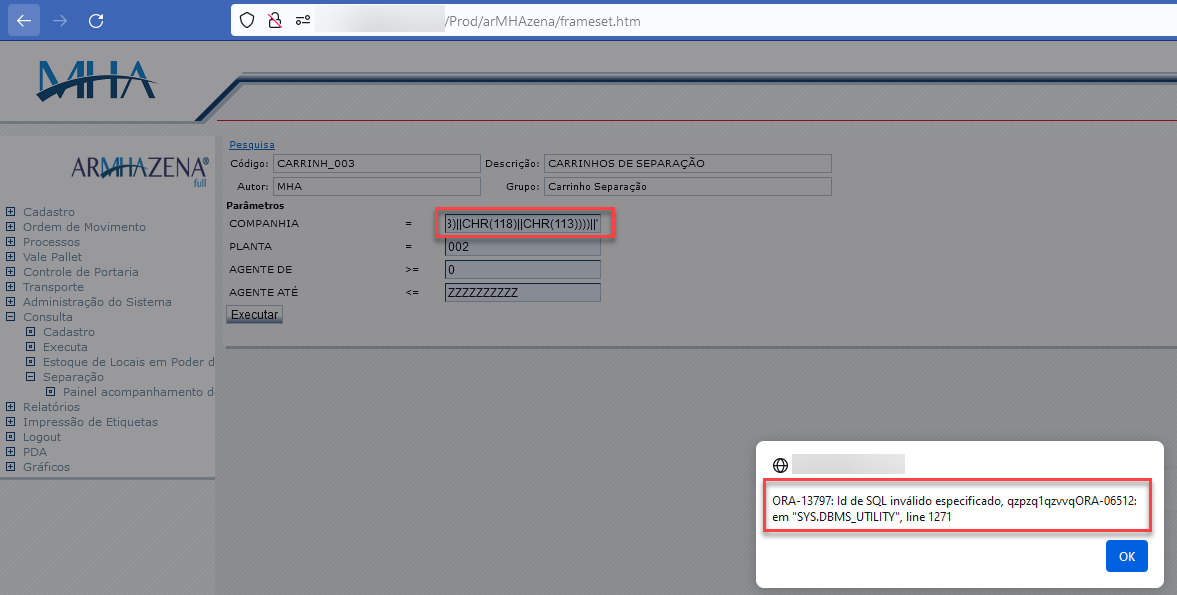 /Prod/arMHAzena/frameset.htm
MHA
ARMHAZENA®
full
Cadastro
Ordem de Movimento
Processos
Vale Pallet
Controle de Portaria
Transporte
Administração do Sistema
Consulta
Cadastro
Executa
Estoque de Locais em Poder d
Separação
Painel acompanhamento d
Relatórios
Impressão de Etiquetas
Logout
PDA
Gráficos
Pesquisa
Código: CARRINH_003 Descrição: CARRINHOS DE SEPARAÇÃO
Autor: MHA Grupo: Carrinho Separação
Parâmetros
COMPANHIA = 3)||CHR(118)||CHR(113))))||'
PLANTA = 002
AGENTE DE >= 0
AGENTE ATÉ <= ZZZZZZZZZZ
Executar
ORA-13797: Id de SQL inválido especificado, qzpzq1qzvvqORA-06512:
em "SYS.DBMS_UTILITY", line 1271
OK